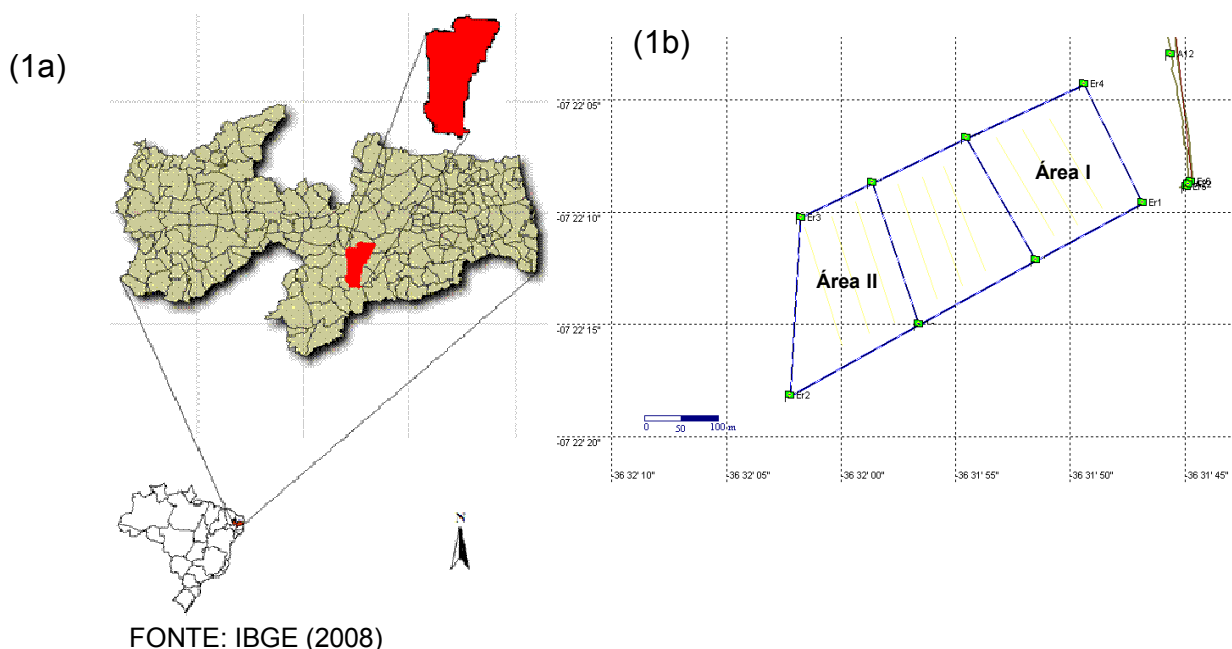 (1a)
(1b)
A12
Er4
-07 22 05"
Área I
Er1
-07 22 10"
Er3
Área II
-07 22 15"
Er2
0 50 100 m
-07 22 20"
-36 32 10" -36 32 05" -36 32 00" -36 31 55" -36 31 50" -36 31 45"
N
FONTE: IBGE (2008)